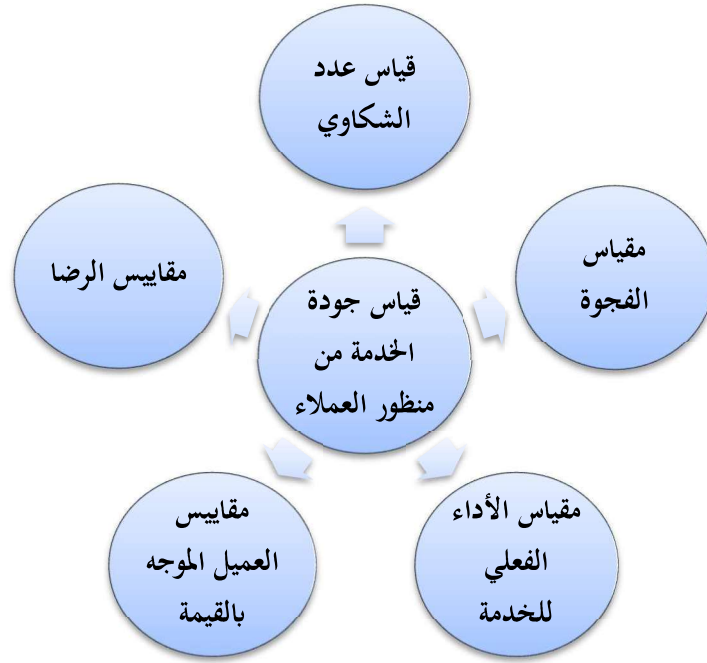 قياس عدد
الشكاوي
مقياس
الفجوة
مقاييس الرضا
قياس جودة
الخدمة من
منظور العملاء
مقياس الأداء
الفعلي
للخدمة
مقاييس
العميل الموجه
بالقيمة